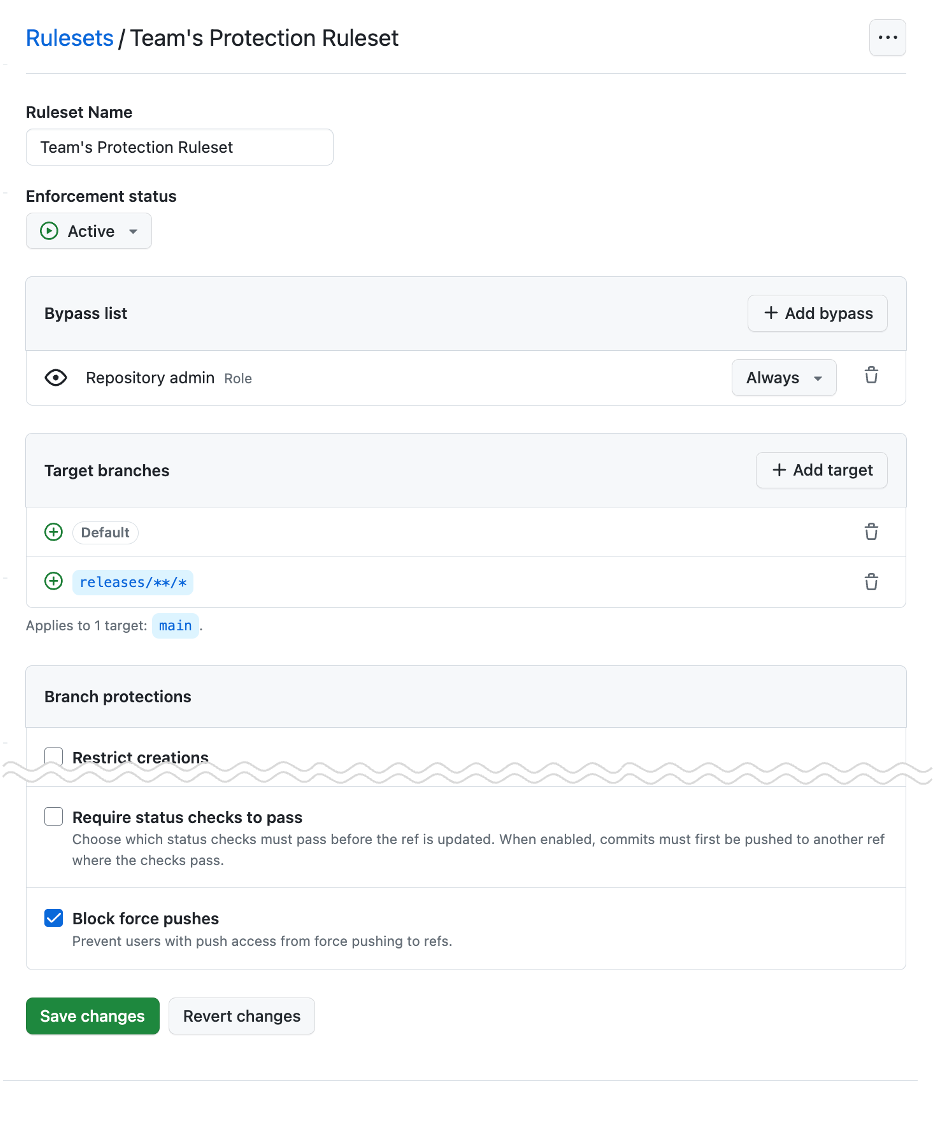 Rulesets / Team's Protection Ruleset
Ruleset Name
Team's Protection Ruleset
Enforcement status
Active
Bypass list
Add bypass
Repository admin Role
Always
Target branches
Add target
Default
releases/**/*
Applies to 1 target: main.
Branch protections
Restrict creations
Require status checks to pass
Choose which status checks must pass before the ref is updated. When enabled, commits must first be pushed to another ref
where the checks pass.
Block force pushes
Prevent users with push access from force pushing to refs.
Save changes
Revert changes